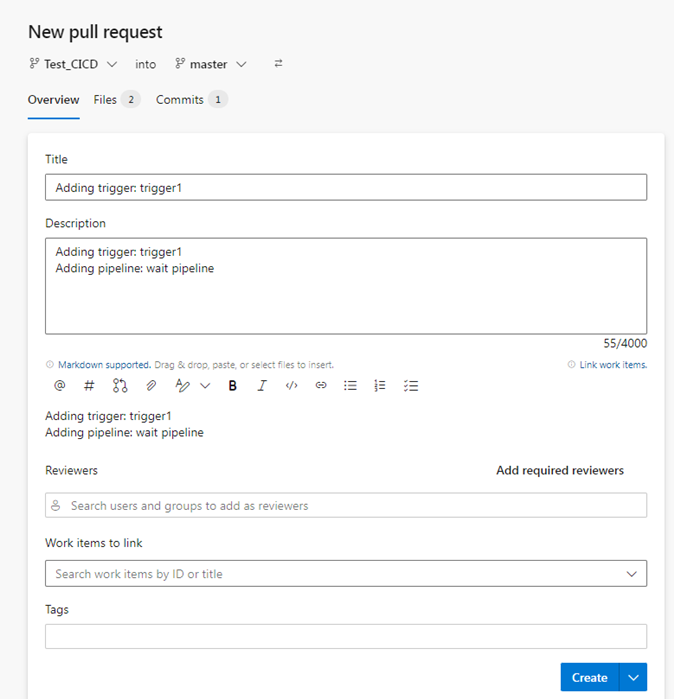 New pull request
Test_CICD into master
Overview Files 2 Commits 1
Title
Adding trigger: trigger1
Description
Adding trigger: trigger1
Adding pipeline: wait pipeline
55/4000
Markdown supported. Drag & drop, paste, or select files to insert. Link work items.
@ # B I </>
Adding trigger: trigger1
Adding pipeline: wait pipeline
Reviewers Add required reviewers
Search users and groups to add as reviewers
Work items to link
Search work items by ID or title
Tags
Create